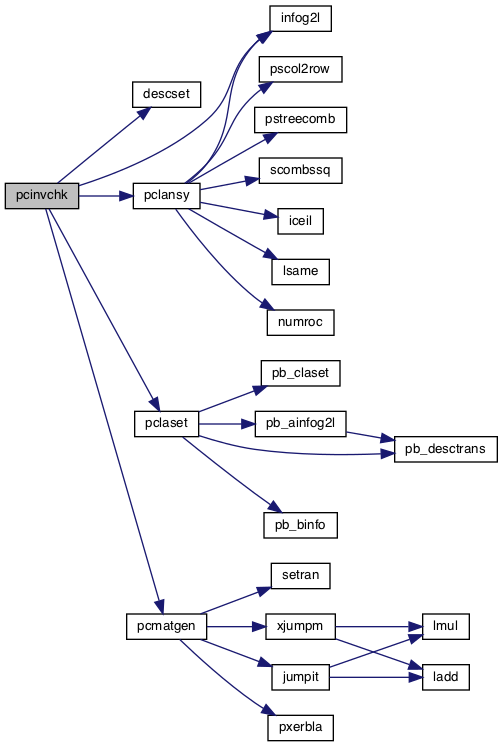 infog2l
pscol2row
descset
pstreecomb
scombssq
pcinvchk
pclansy
iceil
lsame
numroc
pb_claset
pclaset
pb_ainfog2l
pb_desctrans
pb_binfo
setran
pcmatgen
xjumpm
lmul
jumpit
ladd
pxerbla